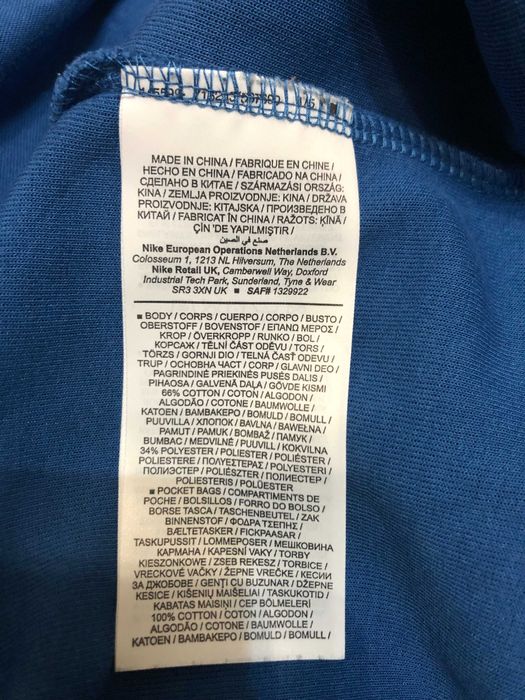 MADE IN CHINA / FABRIQUE EN CHINE /
HECHO EN CHINA / FABRICADO NA CHINA /
СДЕЛАНО В КИТАЕ / SZÁRMAZÁSI ORSZÁG:
KINA / ZEMLJA PROIZVODNJE: KINA / DRŽAVA
PROIZVODNJE: KITAJSKA / ПРОИЗВЕДЕНО В
КИТАЙ / FABRICAT ÎN CHINA / RAŽOTS: ĶĪNĀ /
ÇİN 'DE YAPILMIŞTIR /
صنع في الصين
Nike European Operations Netherlands B.V.
Colosseum 1, 1213 NL Hilversum, The Netherlands
Nike Retail UK, Camberwell Way, Doxford
Industrial Tech Park, Sunderland, Tyne & Wear
SR3 3XN UK ■ SAF# 1329922
■ BODY / CORPS / CUERPO / CORPO / BUSTO /
OBERSTOFF / BOVENSTOF / ΕΠΑΝΩ ΜΕΡΟΣ /
KROP / ÖVERKROPP / RUNKO / BOL /
КОРСАЖ / TĚLNÍ ČÁST ODĚVU / TORS /
TÖRZS / GORNJI DIO / TELNÁ ČASŤ ODEVU /
TRUP / ОСНОВНА ЧАСТ / CORP / GLAVNI DEO /
PAGRINDINĖ PRIEKINĖS PUSĖS DALIS /
PIHAOSA / GALVENĀ DAĻA / GÖVDE KISMI
66% COTTON / COTON / ALGODON /
ALGODÃO / COTONE / BAUMWOLLE /
KATOEN / ΒΑΜΒΑΚΕΡΟ / BOMULD / BOMULL /
PUUVILLA / ХЛОПОК / BAVLNA / BAWEŁNA /
PAMUT / PAMUK / BOMBAŽ / ПАМУК /
BUMBAC / MEDVILNĖ / PUUVILL / KOKVILNA
34% POLYESTER / POLIESTER / POLIÉSTER /
POLIESTERE / ΠΟΛΥΕΣΤΕΡΑΣ / POLYESTERI /
ПОЛИЭСТЕР / POLIÉSZTER / ПОЛИЕСТЕР /
POLIESTERIS / POLÜESTER
■ POCKET BAGS / COMPARTIMENTS DE
POCHE / BOLSILLOS / FORRO DO BOLSO /
BORSE TASCA / TASCHENBEUTEL / ZAK
BINNENSTOF / ΦΟΔΡΑ ΤΣΕΠΗΣ /
BÆLTETASKER / FICKPAASAR /
TASKUPUSSIT / LOMMEPOSER / МЕШКОВИНА
КАРМАНА / KAPESNÍ VAKY / TORBY
KIESZONKOWE / ZSEB REKESZ / TORBICE /
VRECKOVÉ VAČKY / ŽEPNE VREČKE / КЕСИИ
ЗА ДЖОБОВЕ / GENȚI CU BUZUNAR / DŽEPNE
KESICE / KIŠENIŲ MAIŠELIAI / TASKUKOTID /
KABATAS MAISIŅI / CEP BÖLMELERI
100% COTTON / COTON / ALGODON /
ALGODÃO / COTONE / BAUMWOLLE /
KATOEN / ΒΑΜΒΑΚΕΡΟ / BOMULD / BOMULL /